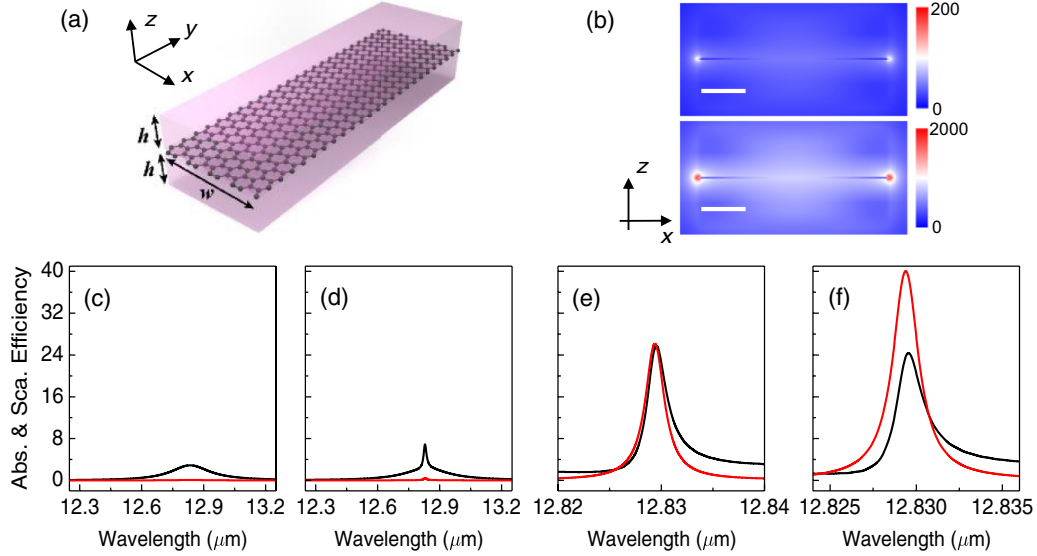 (a)
z
y
x
h
h
w
(b)
200
0
2000
0
z
x
Abs. & Sca. Efficiency
40
32
24
16
8
0
(c)
12.3 12.6 12.9 13.2
Wavelength (μm)
(d)
12.3 12.6 12.9 13.2
Wavelength (μm)
(e)
12.82 12.83 12.84
Wavelength (μm)
(f)
12.825 12.830 12.835
Wavelength (μm)